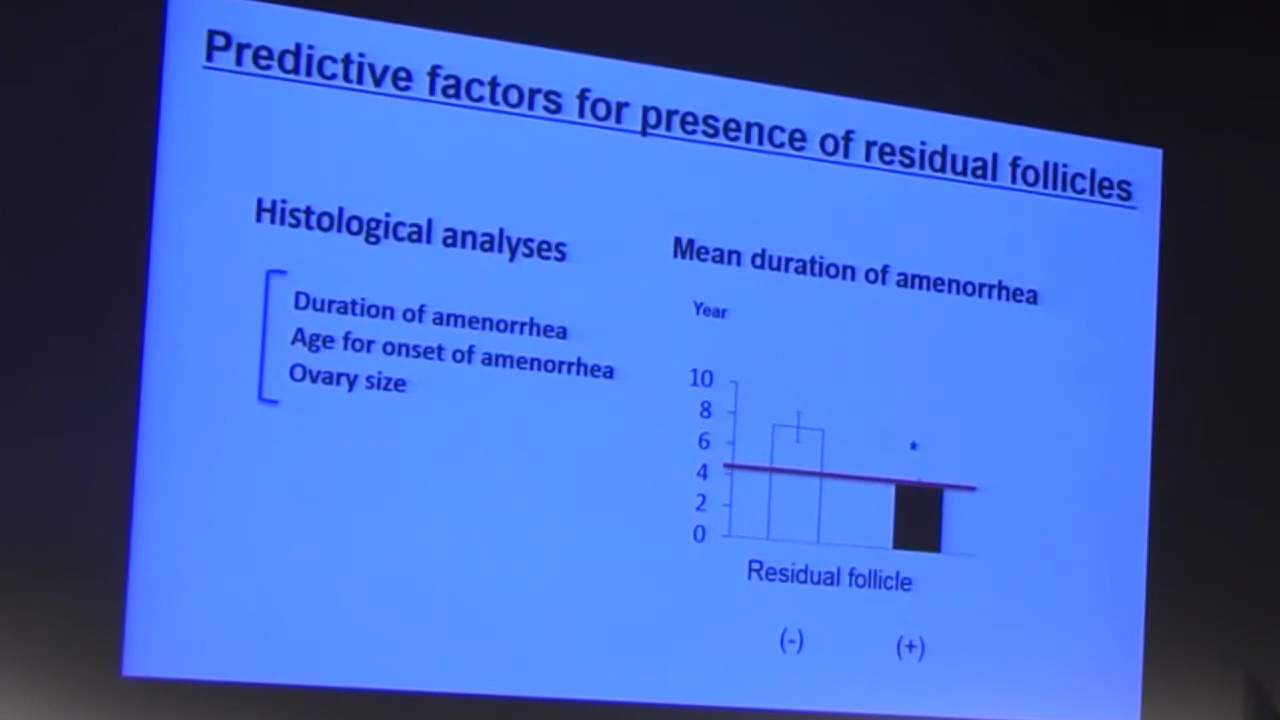 Predictive factors for presence of residual follicles
Histological analyses
Duration of amenorrhea
Age for onset of amenorrhea
Ovary size
Mean duration of amenorrhea
Year
10
8
6
4
2
0
*
Residual follicle
(-) (+)